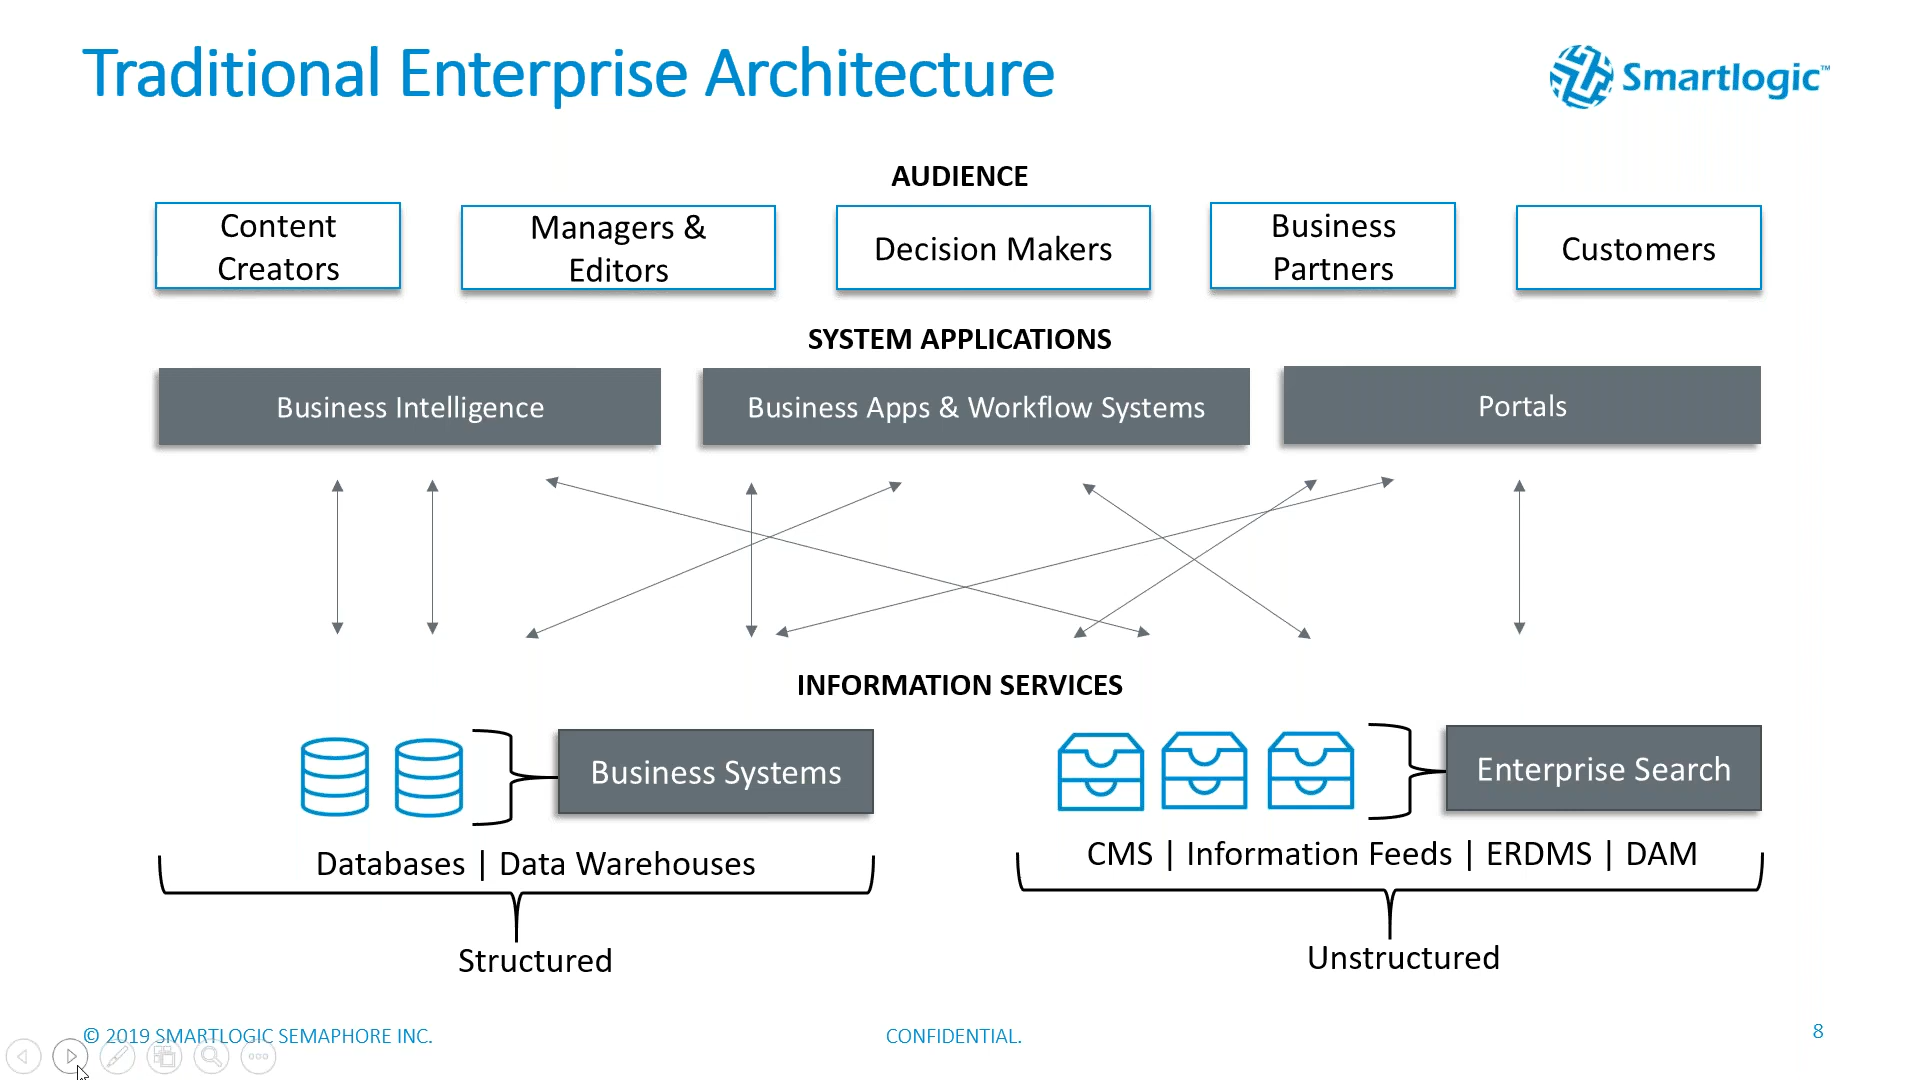 Traditional Enterprise Architecture
Smartlogic™
AUDIENCE
Content
Creators
Managers &
Editors
Decision Makers
Business
Partners
Customers
SYSTEM APPLICATIONS
Business Intelligence
Business Apps & Workflow Systems
Portals
INFORMATION SERVICES
Business Systems
Enterprise Search
Databases | Data Warehouses
CMS | Information Feeds | ERDMS | DAM
Structured
Unstructured
© 2019 SMARTLOGIC SEMAPHORE INC.
CONFIDENTIAL.
8